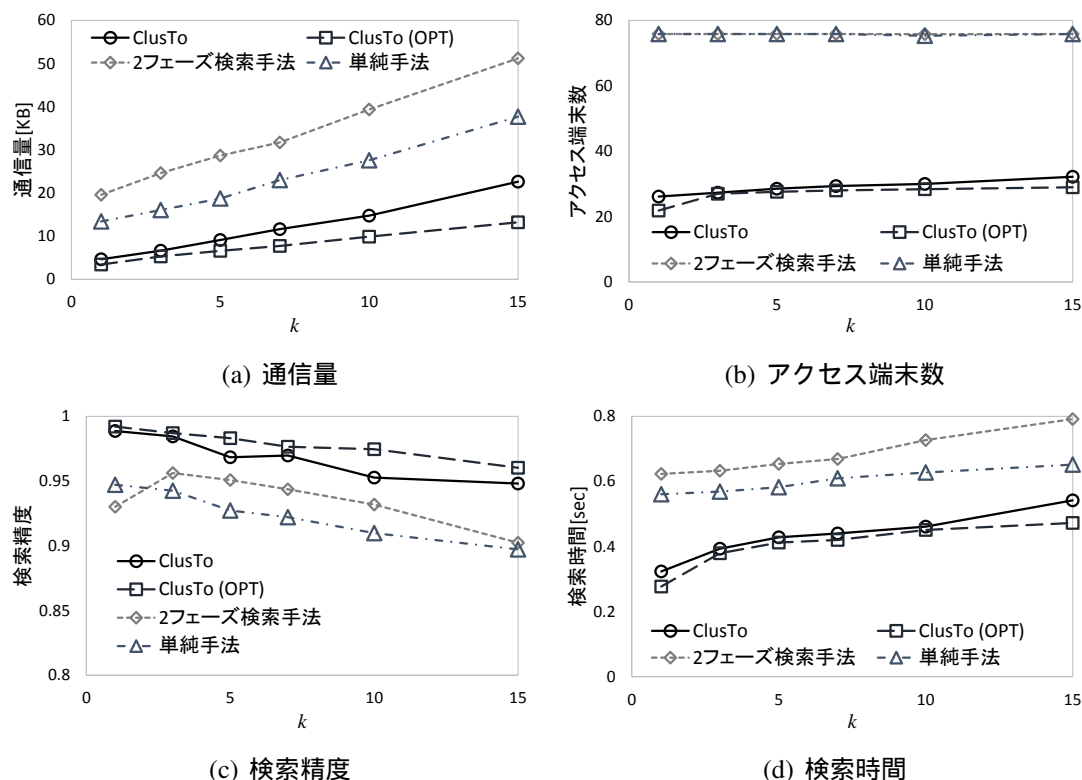 60
50
40
30
20
10
0
通信量[KB]
ClusTo
ClusTo (OPT)
2フェーズ検索手法
単純手法
0 5 10 15
k
(a) 通信量
80
60
40
20
0
アクセス端末数
ClusTo
ClusTo (OPT)
2フェーズ検索手法
単純手法
0 5 10 15
k
(b) アクセス端末数
1
0.95
0.9
0.85
0.8
検索精度
ClusTo
ClusTo (OPT)
2フェーズ検索手法
単純手法
0 5 10 15
k
(c) 検索精度
0.8
0.6
0.4
0.2
0
検索時間[sec]
ClusTo
ClusTo (OPT)
2フェーズ検索手法
単純手法
0 5 10 15
k
(d) 検索時間